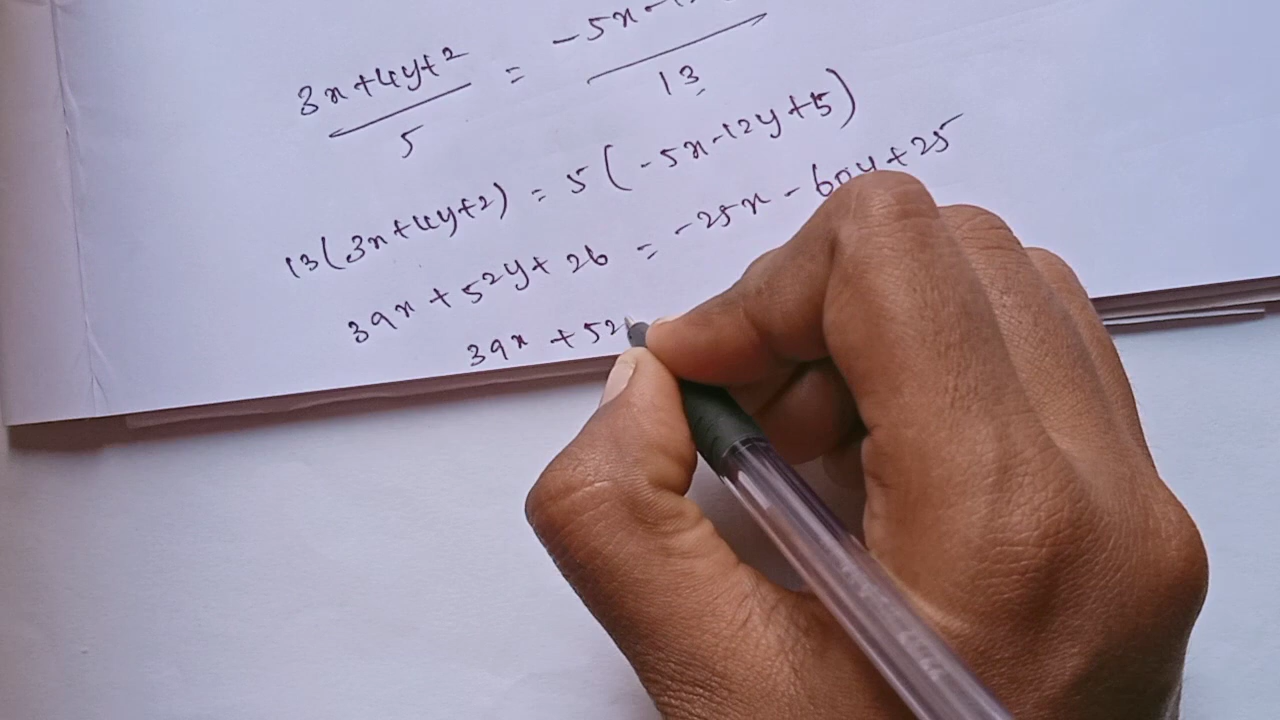 3x+4y+2 / 5 = -5x-12 / 13
13(3x+4y+2) = 5(-5x-12y+5)
39x + 52y + 26 = -25x - 60y + 25
39x + 52